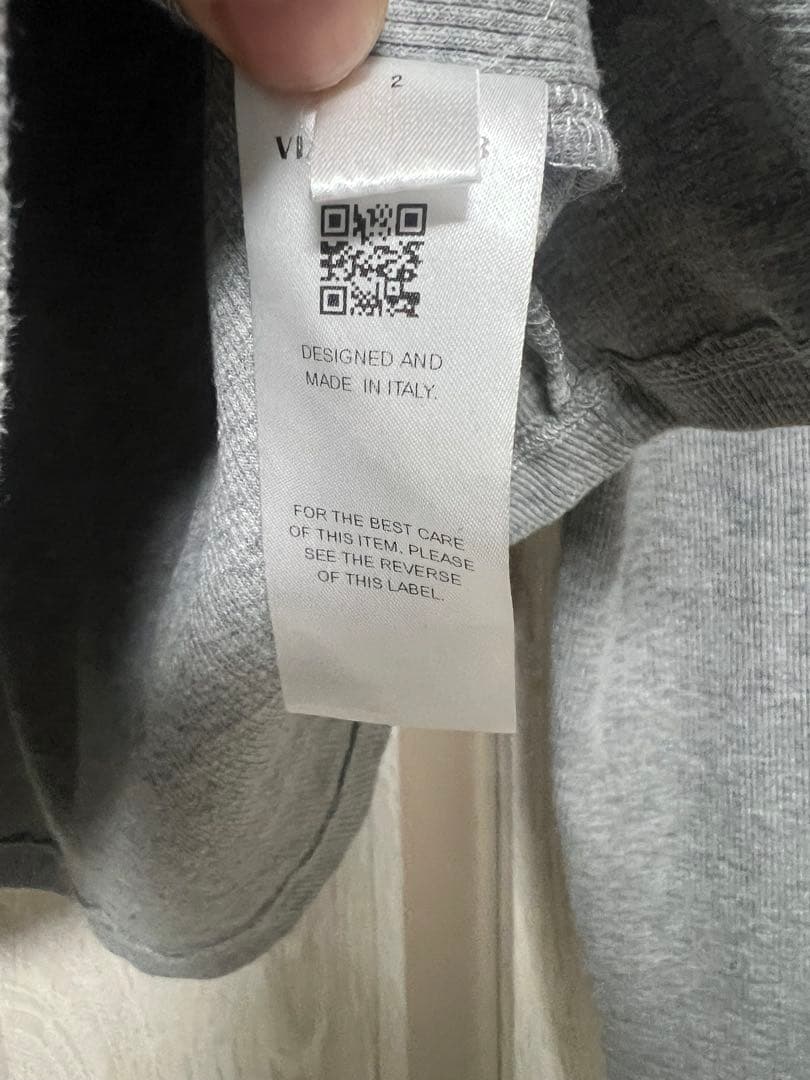 2
DESIGNED AND
MADE IN ITALY.
FOR THE BEST CARE
OF THIS ITEM, PLEASE
SEE THE REVERSE
OF THIS LABEL.